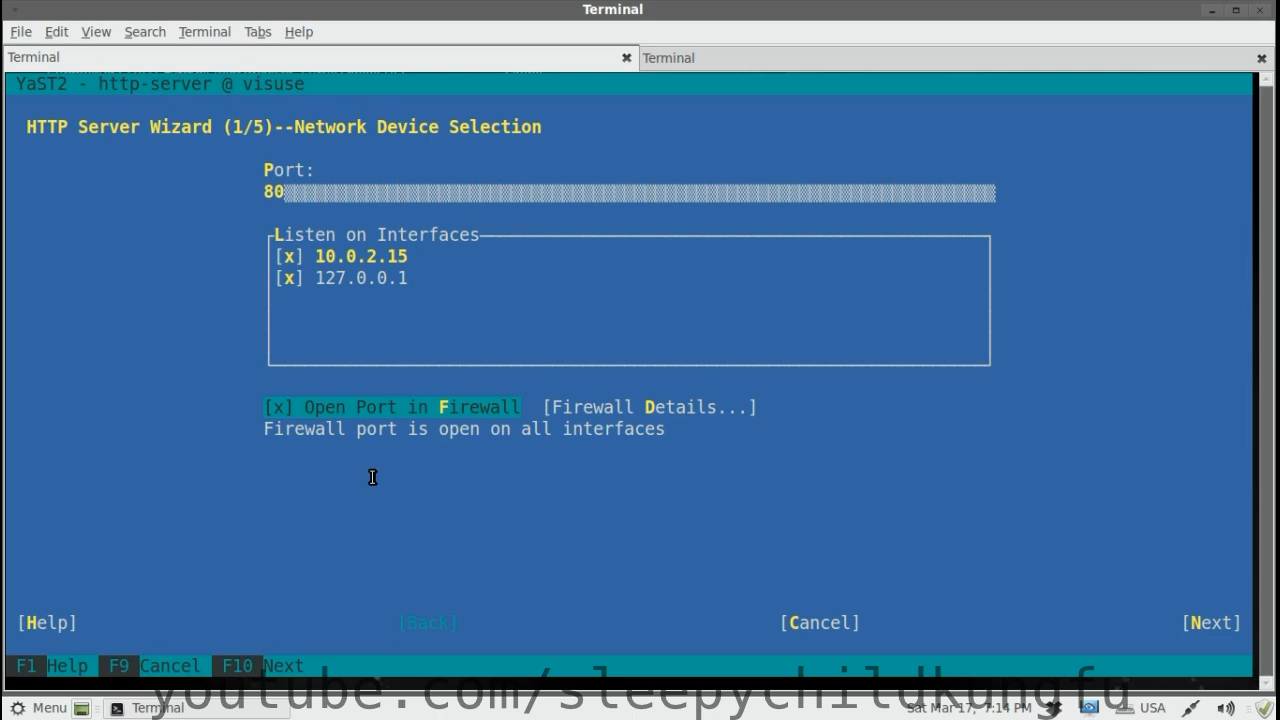 Terminal
File Edit View Search Terminal Tabs Help
Terminal Terminal
YaST2 - http-server @ visuse
HTTP Server Wizard (1/5)--Network Device Selection
Port:
80
Listen on Interfaces
[x] 10.0.2.15
[x] 127.0.0.1
[x] Open Port in Firewall [Firewall Details...]
Firewall port is open on all interfaces
[Help] [Back] [Cancel] [Next]
F1 Help F9 Cancel F10 Next
youtube.com/sleepychildkungfu
Menu Terminal Sat Mar 17, 7:14 PM USA